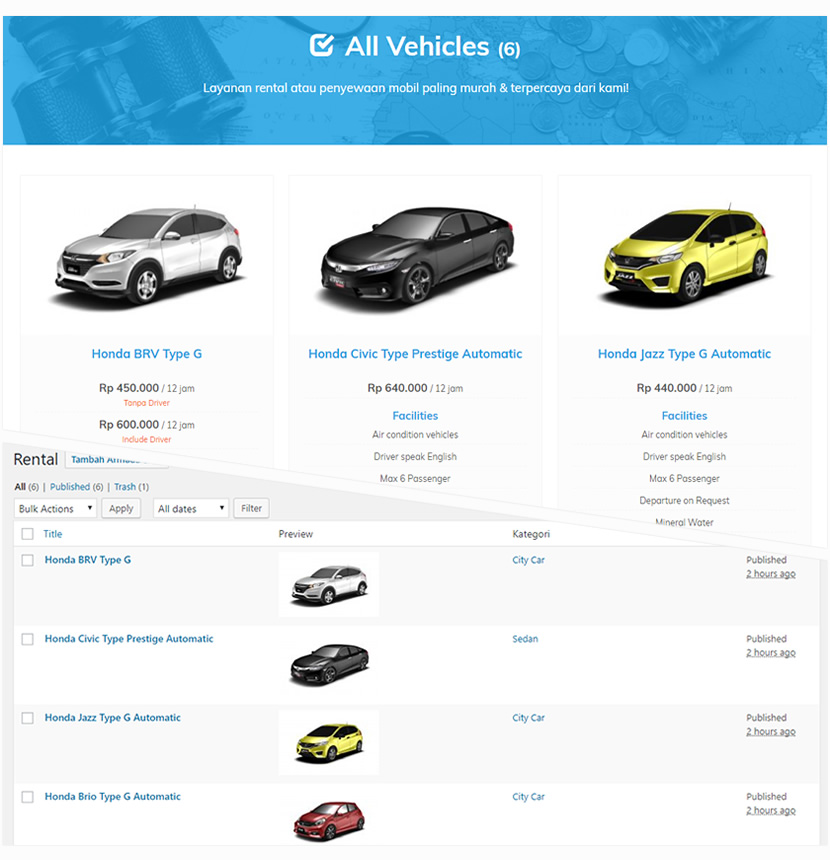 All Vehicles (6)
Layanan rental atau penyewaan mobil paling murah & terpercaya dari kami!
Honda BRV Type G
Rp 450.000 / 12 jam
Tanpa Driver
Rp 600.000 / 12 jam
Include Driver
Honda Civic Type Prestige Automatic
Rp 640.000 / 12 jam
Facilities
Air condition vehicles
Driver speak English
Max 6 Passenger
Honda Jazz Type G Automatic
Rp 440.000 / 12 jam
Facilities
Air condition vehicles
Driver speak English
Max 6 Passenger
Departure on Request
Mineral Water
Rental Tambah
All (6) | Published (6) | Trash (1)
Bulk Actions Apply All dates Filter
Title Preview Kategori
Honda BRV Type G City Car Published
2 hours ago
Honda Civic Type Prestige Automatic Sedan Published
2 hours ago
Honda Jazz Type G Automatic City Car Published
2 hours ago
Honda Brio Type G Automatic City Car Published
2 hours ago